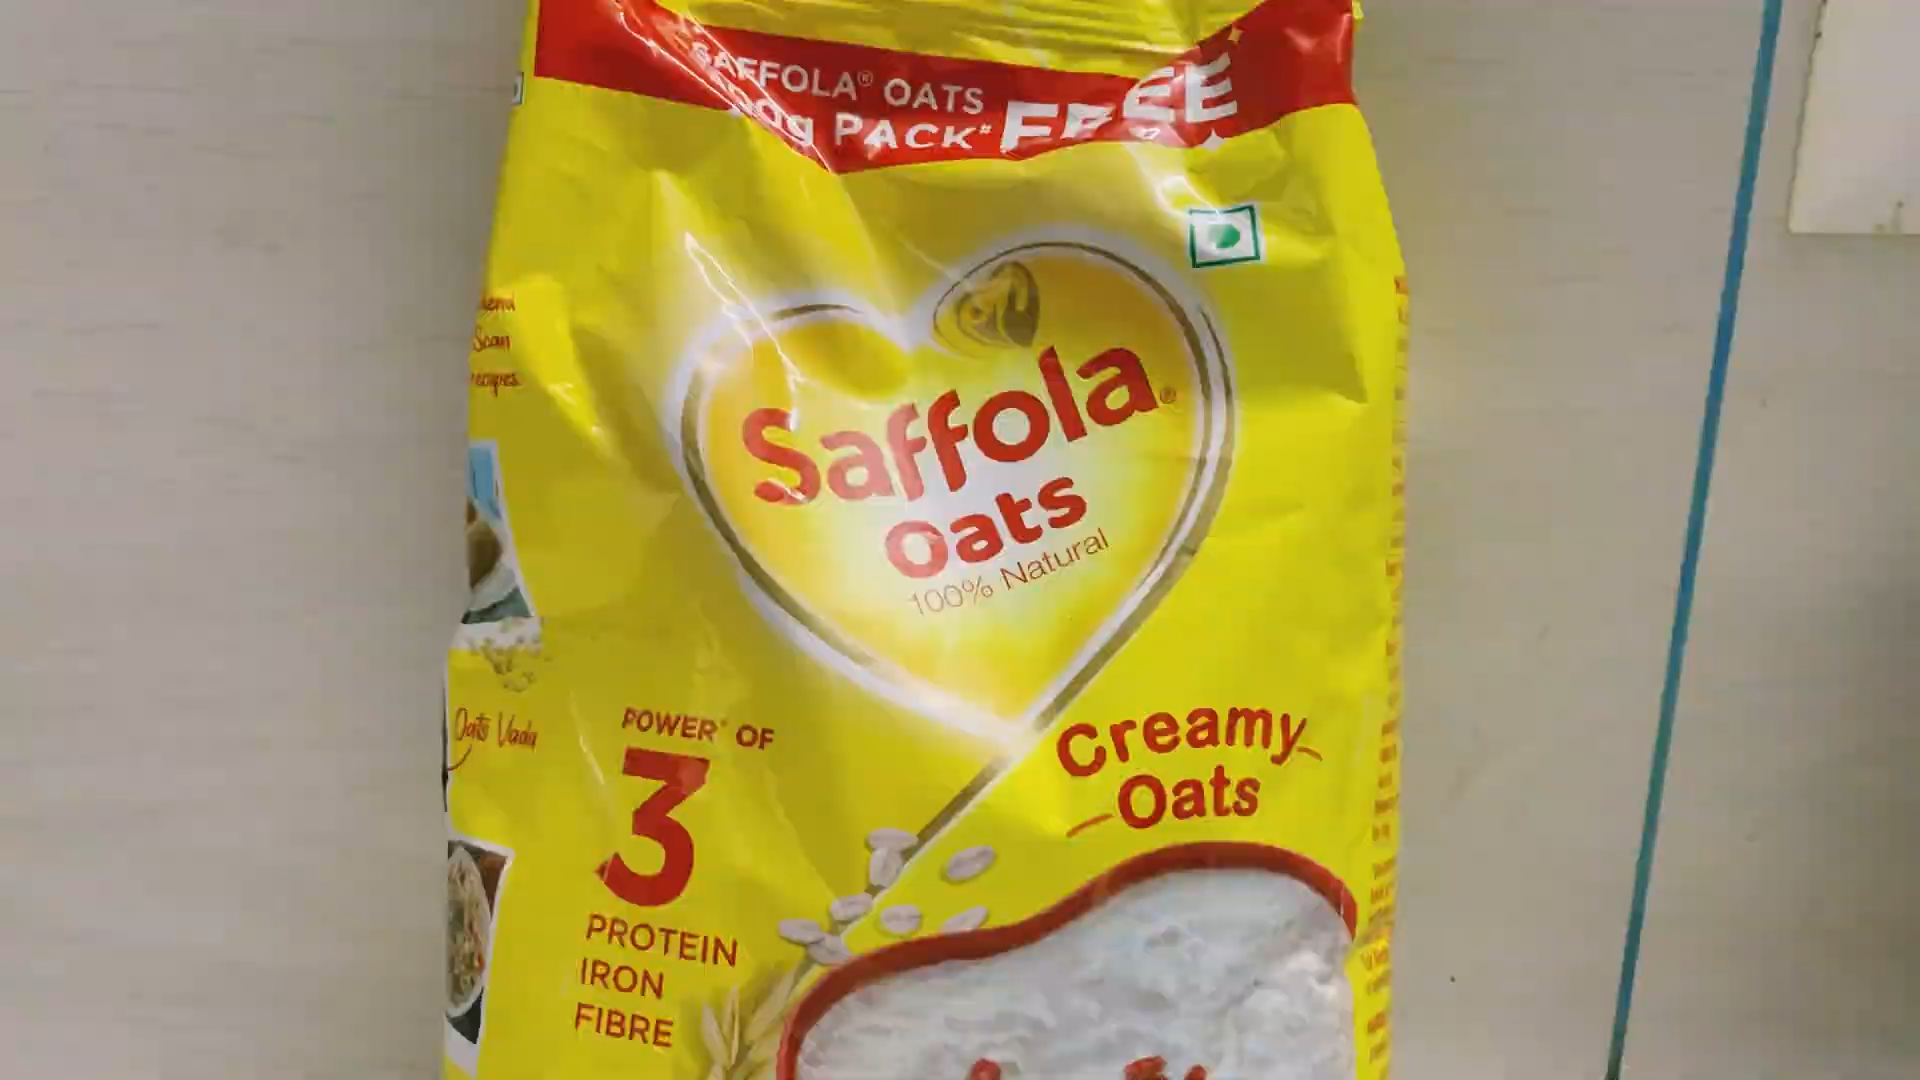 SAFFOLA® OATS
PACK# FREE
Saffola®
oats
100% Natural
Oats Vada
POWER* OF
3
PROTEIN
IRON
FIBRE
Creamy
Oats